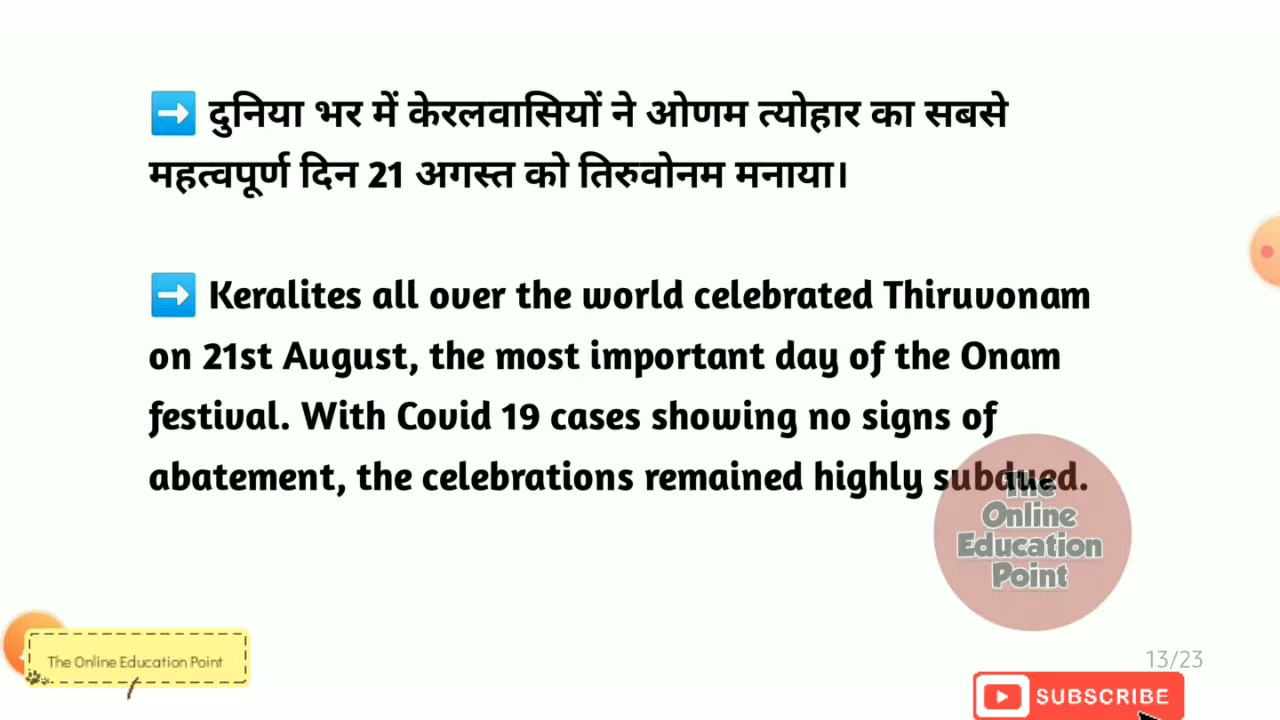 ➡️ दुनिया भर में केरलवासियों ने ओणम त्योहार का सबसे
महत्वपूर्ण दिन 21 अगस्त को तिरुवोनम मनाया।
➡️ Keralites all over the world celebrated Thiruvonam
on 21st August, the most important day of the Onam
festival. With Covid 19 cases showing no signs of
abatement, the celebrations remained highly subdued.
The
Online
Education
Point
The Online Education Point
13/23
SUBSCRIBE